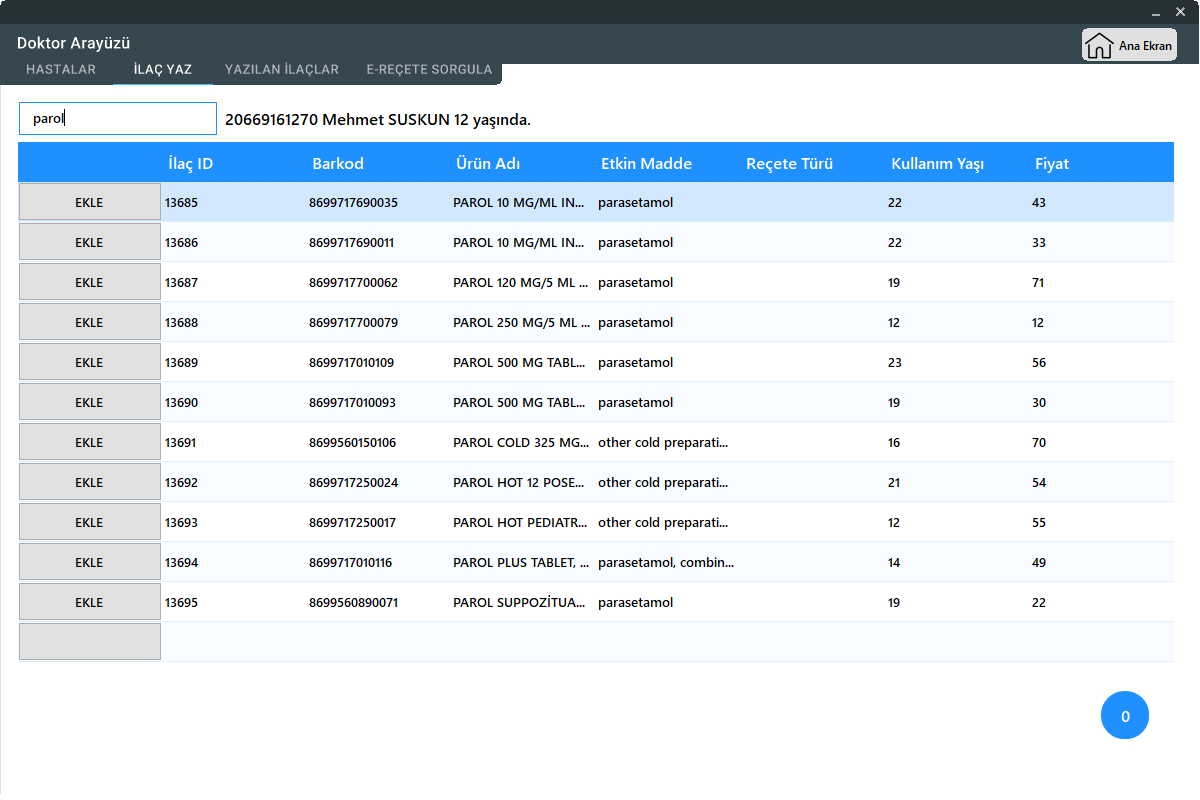 Doktor Arayüzü
Ana Ekran
HASTALAR İLAÇ YAZ YAZILAN İLAÇLAR E-REÇETE SORGULA
parol 20669161270 Mehmet SUSKUN 12 yaşında.
İlaç ID Barkod Ürün Adı Etkin Madde Reçete Türü Kullanım Yaşı Fiyat
EKLE 13685 8699717690035 PAROL 10 MG/ML IN... parasetamol 22 43
EKLE 13686 8699717690011 PAROL 10 MG/ML IN... parasetamol 22 33
EKLE 13687 8699717700062 PAROL 120 MG/5 ML ... parasetamol 19 71
EKLE 13688 8699717700079 PAROL 250 MG/5 ML ... parasetamol 12 12
EKLE 13689 8699717010109 PAROL 500 MG TABL... parasetamol 23 56
EKLE 13690 8699717010093 PAROL 500 MG TABL... parasetamol 19 30
EKLE 13691 8699560150106 PAROL COLD 325 MG... other cold preparati... 16 70
EKLE 13692 8699717250024 PAROL HOT 12 POSE... other cold preparati... 21 54
EKLE 13693 8699717250017 PAROL HOT PEDIATR... other cold preparati... 12 55
EKLE 13694 8699717010116 PAROL PLUS TABLET, ... parasetamol, combin... 14 49
EKLE 13695 8699560890071 PAROL SUPPOZİTUA... parasetamol 19 22
0